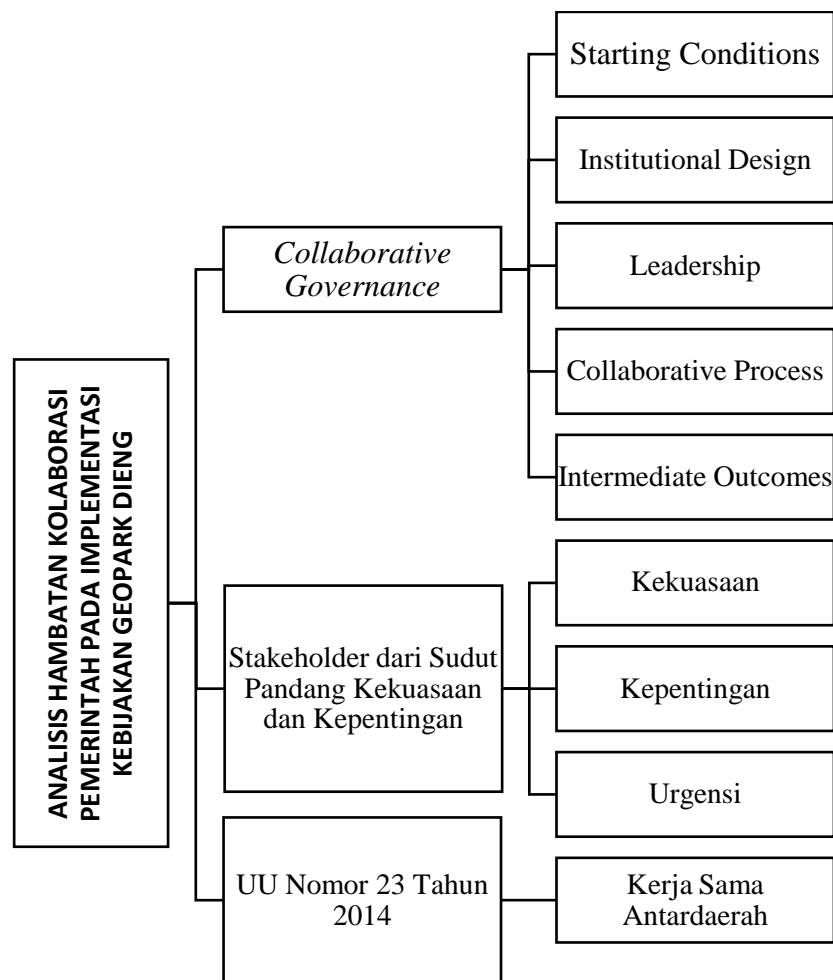 ANALISIS HAMBATAN KOLABORASI
PEMERINTAH PADA IMPLEMENTASI
KEBIJAKAN GEOPARK DIENG
Collaborative
Governance
Starting Conditions
Institutional Design
Leadership
Collaborative Process
Intermediate Outcomes
Stakeholder dari Sudut
Pandang Kekuasaan
dan Kepentingan
Kekuasaan
Kepentingan
Urgensi
UU Nomor 23 Tahun
2014
Kerja Sama
Antardaerah